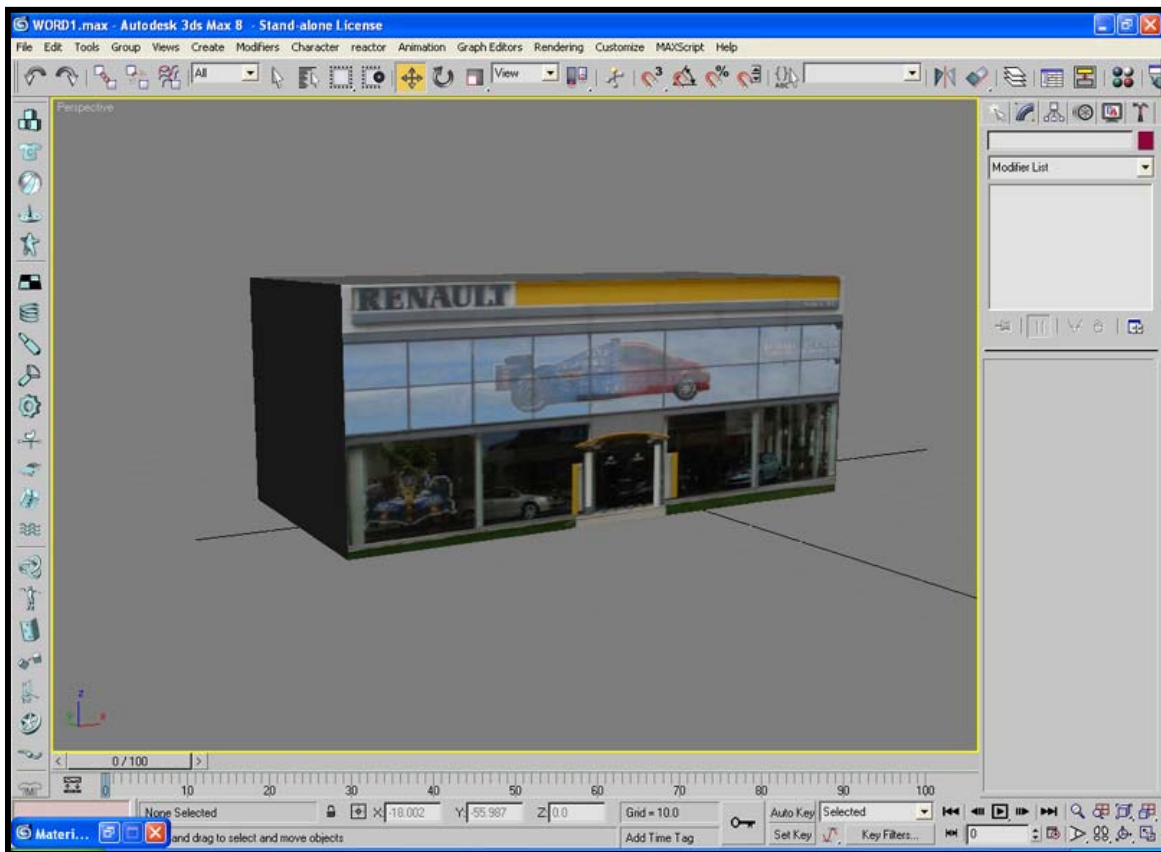 WORD1.max - Autodesk 3ds Max 8 - Stand-alone License
File Edit Tools Group Views Create Modifiers Character reactor Animation Graph Editors Rendering Customize MAXScript Help
All View ABC
Perspective
Modifier List
RENAULT
z
x
0 / 100
0 10 20 30 40 50 60 70 80 90 100
None Selected X: -18.002 Y: -55.987 Z: 0.0 Grid = 10.0 Auto Key Selected
Materi... and drag to select and move objects Add Time Tag Set Key Key Filters... 0